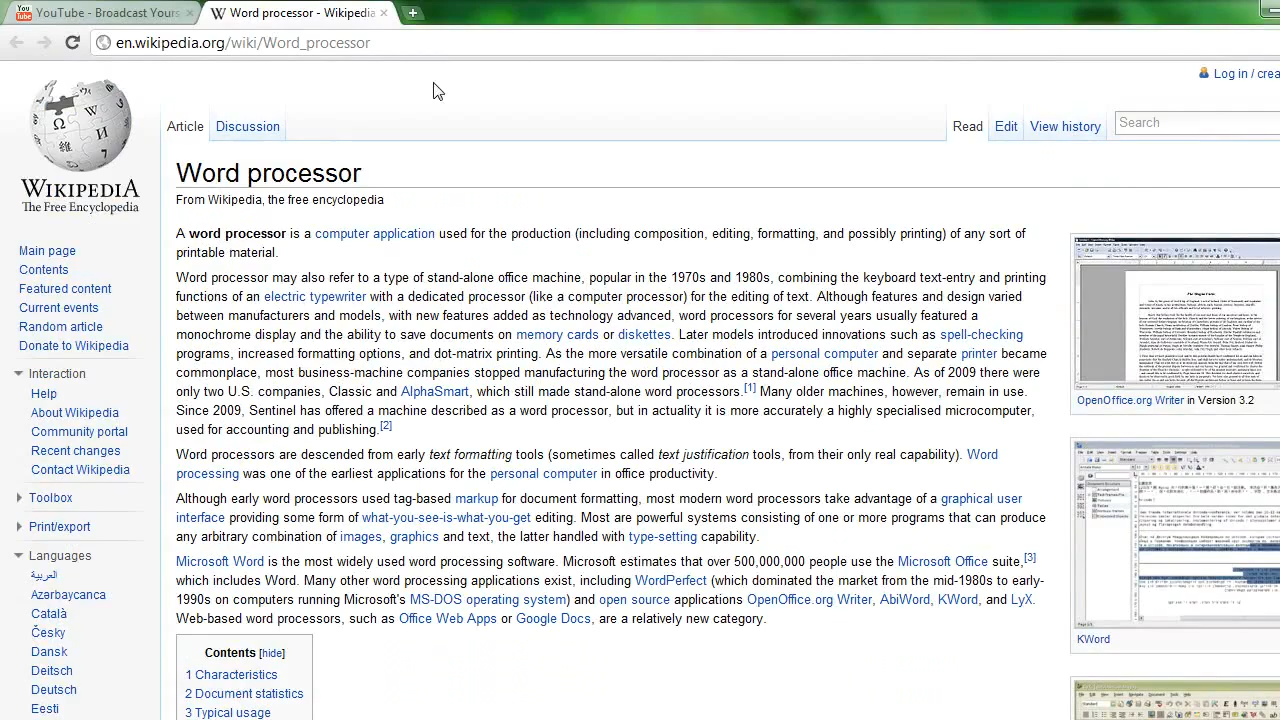 YouTube - Broadcast Yours
Word processor - Wikipedia
en.wikipedia.org/wiki/Word_processor
Log in / crea
Article
Discussion
Read
Edit
View history
Search
WIKIPEDIA
The Free Encyclopedia
Main page
Contents
Featured content
Current events
Random article
Donate to Wikipedia
Interaction
Help
About Wikipedia
Community portal
Recent changes
Contact Wikipedia
Toolbox
Print/export
Languages
العربية
Azərbaycanca
Català
Česky
Dansk
Deitsch
Deutsch
Eesti
Word processor
From Wikipedia, the free encyclopedia
A word processor is a computer application used for the production (including composition, editing, formatting, and possibly printing) of any sort of
printable material.
Word processor may also refer to a type of stand-alone office machine, popular in the 1970s and 1980s, combining the keyboard text-entry and printing
functions of an electric typewriter with a dedicated processor (like a computer processor) for the editing of text. Although features and design varied
between manufacturers and models, with new features added as technology advanced, word processors for several years usually featured a
monochrome display and the ability to save documents on memory cards or diskettes. Later models introduced innovations such as spell-checking
programs, increased formatting options, and dot-matrix printing. As the more versatile combination of a personal computer and separate printer became
commonplace, most business-machine companies stopped manufacturing the word processor as a stand-alone office machine. As of 2009 there were
only two U.S. companies, Classic and AlphaSmart, which still made stand-alone word processors.[1] Many older machines, however, remain in use.
Since 2009, Sentinel has offered a machine described as a word processor, but in actuality it is more accurately a highly specialised microcomputer,
used for accounting and publishing.[2]
Word processors are descended from early text formatting tools (sometimes called text justification tools, from their only real capability). Word
processing was one of the earliest applications for the personal computer in office productivity.
Although early word processors used tag-based markup for document formatting, most modern word processors take advantage of a graphical user
interface providing some form of what-you-see-is-what-you-get editing. Most are powerful systems consisting of one or more programs that can produce
any arbitrary combination of images, graphics and text, the latter handled with type-setting capability.
Microsoft Word is the most widely used word processing software. Microsoft estimates that over 500,000,000 people use the Microsoft Office suite,[3]
which includes Word. Many other word processing applications exist, including WordPerfect (which dominated the market from the mid-1980s to early-
1990s on computers running Microsoft's MS-DOS operating system) and open source applications OpenOffice.org Writer, AbiWord, KWord, and LyX.
Web-based word processors, such as Office Web Apps or Google Docs, are a relatively new category.
Contents [hide]
1 Characteristics
2 Document statistics
3 Typical usage
OpenOffice.org Writer in Version 3.2
KWord